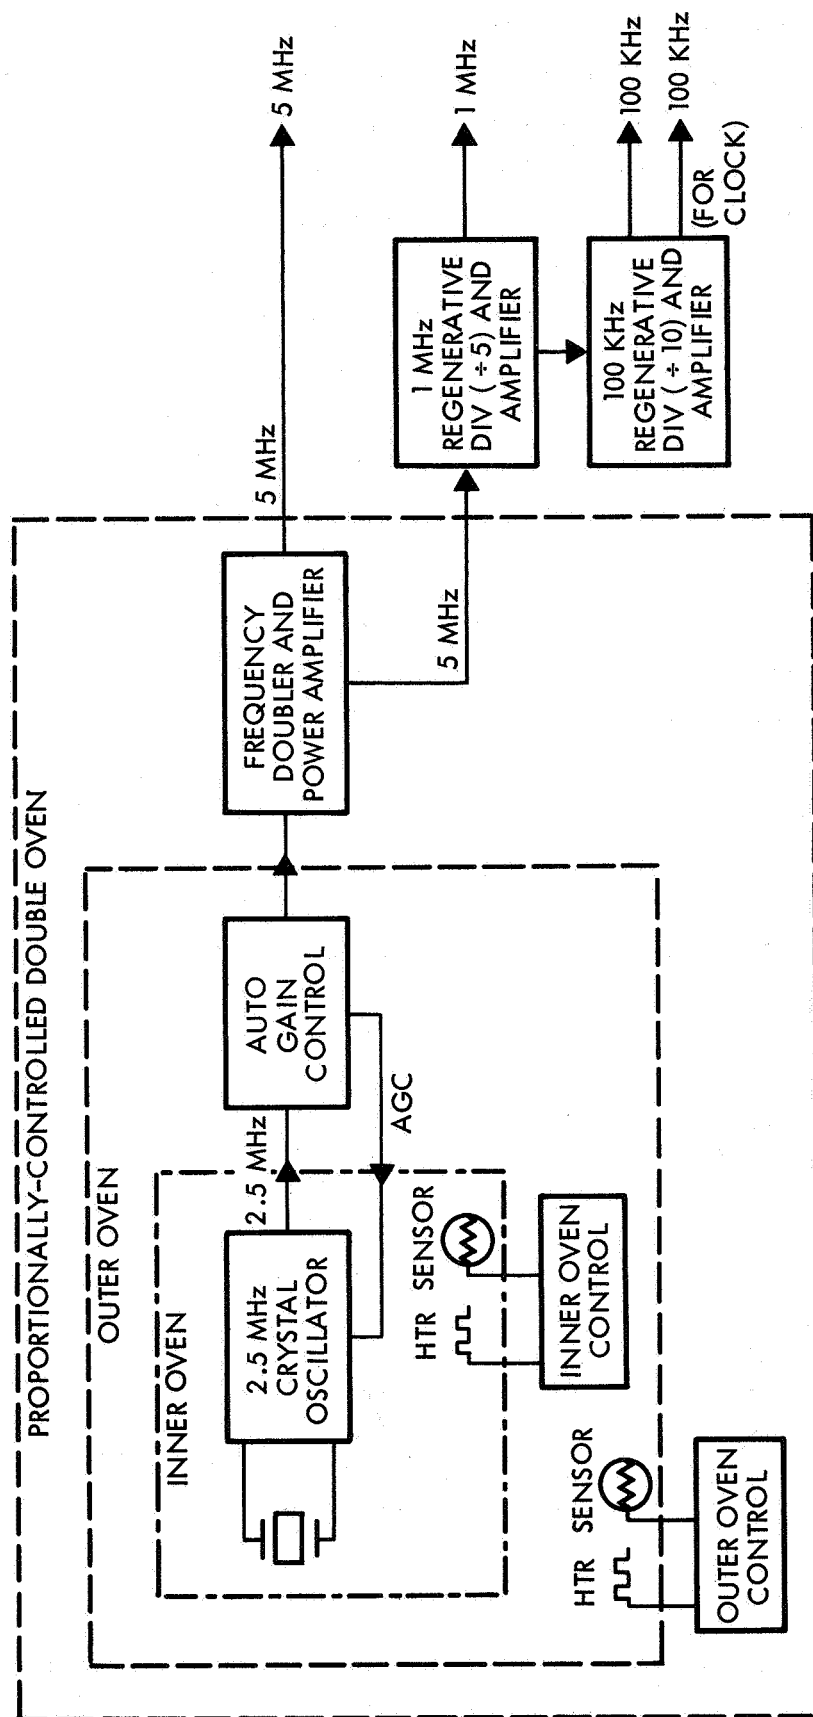 PROPORTIONALLY-CONTROLLED DOUBLE OVEN
OUTER OVEN
INNER OVEN
2.5 MHz
CRYSTAL
OSCILLATOR
2.5 MHz
AUTO
GAIN
CONTROL
AGC
FREQUENCY
DOUBLER AND
POWER AMPLIFIER
5 MHz
5 MHz
5 MHz
1 MHz
REGENERATIVE
DIV (÷5) AND
AMPLIFIER
1 MHz
100 KHz
REGENERATIVE
DIV (÷ 10) AND
AMPLIFIER
100 KHz
100 KHz
(FOR
CLOCK)
HTR
SENSOR
INNER OVEN
CONTROL
HTR
SENSOR
OUTER OVEN
CONTROL